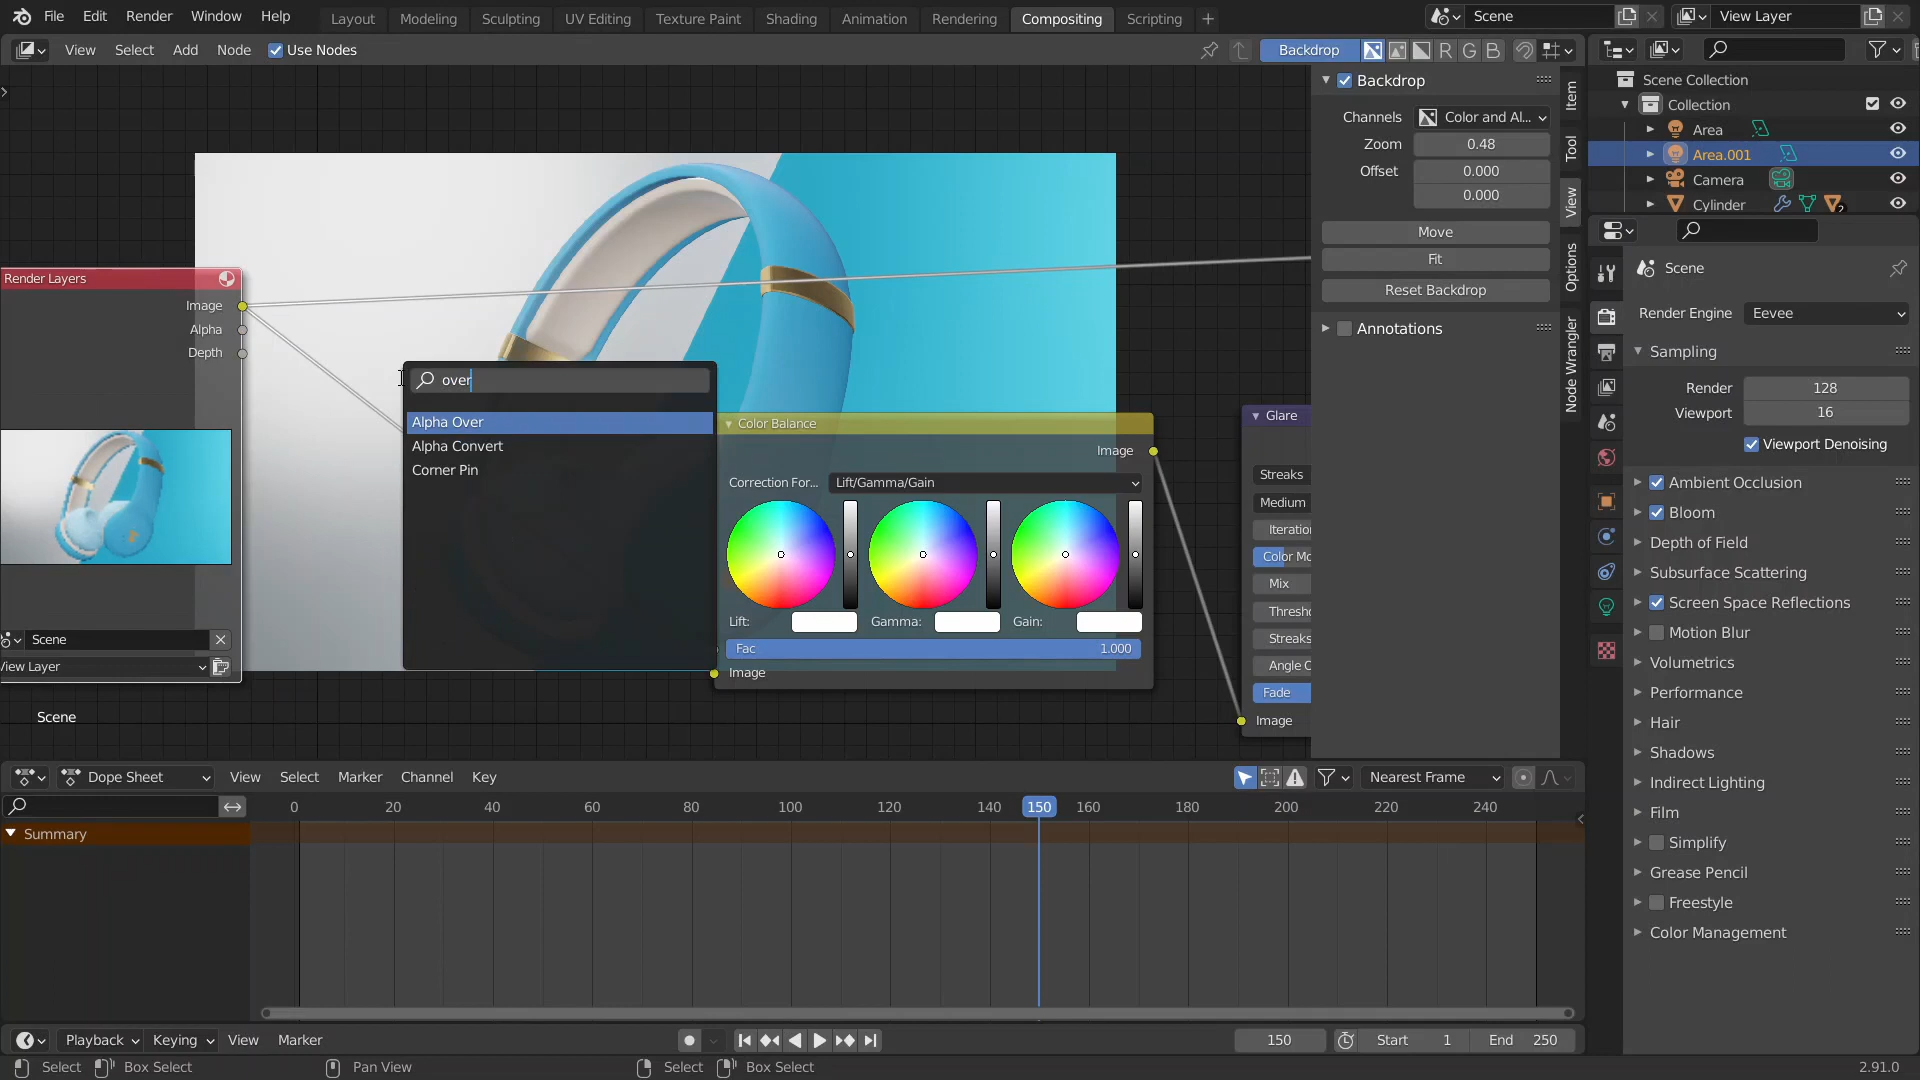 File Edit Render Window Help Layout Modeling Sculpting UV Editing Texture Paint Shading Animation Rendering Compositing Scripting + Scene View Layer
View Select Add Node Use Nodes Backdrop R G B
Backdrop
Channels Color and Al...
Zoom 0.48
Offset 0.000
0.000
Move
Fit
Reset Backdrop
Annotations
Item
Tool
View
Options
Node Wrangler
Render Layers
Image
Alpha
Depth
Scene
View Layer
Scene
over
Alpha Over
Alpha Convert
Corner Pin
Color Balance
Image
Correction For... Lift/Gamma/Gain
Lift: Gamma: Gain:
Fac 1.000
Image
Glare
Streaks
Medium
Iteratio
Color Mo
Mix
Thresho
Streaks
Angle O
Fade
Image
Scene Collection
Collection
Area
Area.001
Camera
Cylinder 2
Scene
Render Engine Eevee
Sampling
Render 128
Viewport 16
Viewport Denoising
Ambient Occlusion
Bloom
Depth of Field
Subsurface Scattering
Screen Space Reflections
Motion Blur
Volumetrics
Performance
Hair
Shadows
Indirect Lighting
Film
Simplify
Grease Pencil
Freestyle
Color Management
Dope Sheet View Select Marker Channel Key Nearest Frame
0 20 40 60 80 100 120 140 150 160 180 200 220 240
Summary
Playback Keying View Marker 150 Start 1 End 250
Select Box Select Pan View Select Box Select 2.91.0